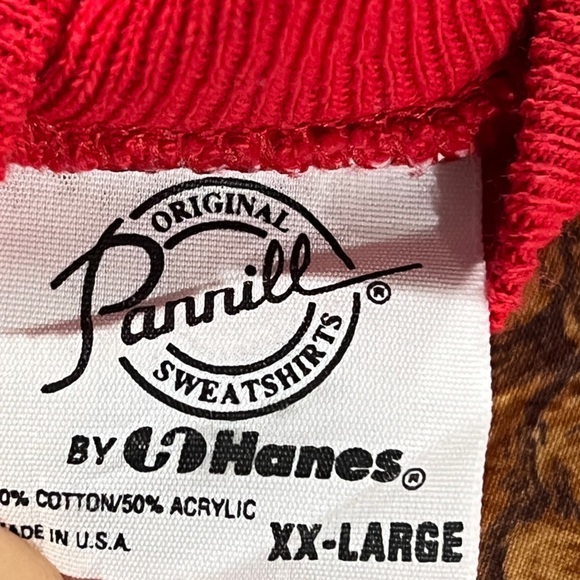 ORIGINAL
Pannill ®
SWEATSHIRTS
BY Hanes®
0% COTTON/50% ACRYLIC
ADE IN U.S.A.
XX-LARGE